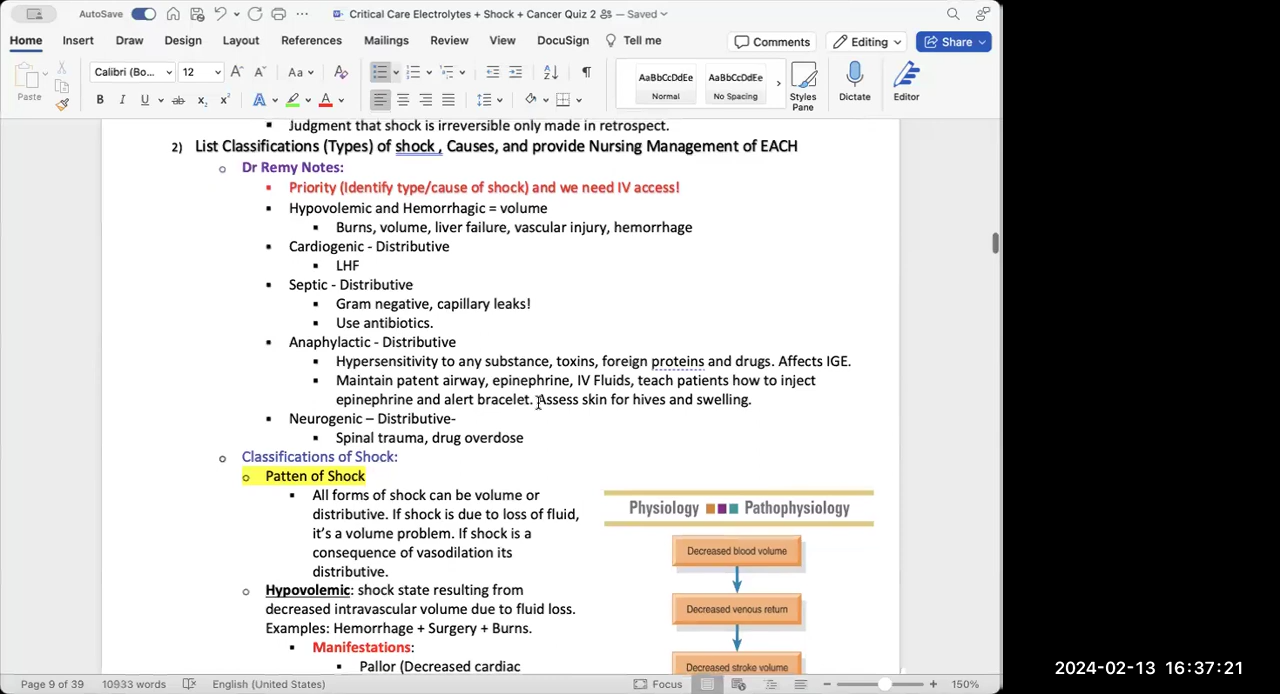 AutoSave
Critical Care Electrolytes + Shock + Cancer Quiz 2 — Saved
Home Insert Draw Design Layout References Mailings Review View DocuSign Tell me Comments Editing Share
Paste
Calibri (Bo... 12
AaBbCcDdEe AaBbCcDdEe
Normal No Spacing
Styles Pane
Dictate Editor
▪ Judgment that shock is irreversible only made in retrospect.
2) List Classifications (Types) of shock , Causes, and provide Nursing Management of EACH
o Dr Remy Notes:
▪ Priority (Identify type/cause of shock) and we need IV access!
▪ Hypovolemic and Hemorrhagic = volume
▪ Burns, volume, liver failure, vascular injury, hemorrhage
▪ Cardiogenic - Distributive
▪ LHF
▪ Septic - Distributive
▪ Gram negative, capillary leaks!
▪ Use antibiotics.
▪ Anaphylactic - Distributive
▪ Hypersensitivity to any substance, toxins, foreign proteins and drugs. Affects IGE.
▪ Maintain patent airway, epinephrine, IV Fluids, teach patients how to inject
epinephrine and alert bracelet. Assess skin for hives and swelling.
▪ Neurogenic – Distributive-
▪ Spinal trauma, drug overdose
o Classifications of Shock:
o Patten of Shock
▪ All forms of shock can be volume or
distributive. If shock is due to loss of fluid,
it's a volume problem. If shock is a
consequence of vasodilation its
distributive.
o Hypovolemic: shock state resulting from
decreased intravascular volume due to fluid loss.
Examples: Hemorrhage + Surgery + Burns.
▪ Manifestations:
▪ Pallor (Decreased cardiac
Physiology Pathophysiology
Decreased blood volume
Decreased venous return
Decreased stroke volume
Page 9 of 39 10933 words English (United States) Focus 150%
2024-02-13 16:37:21